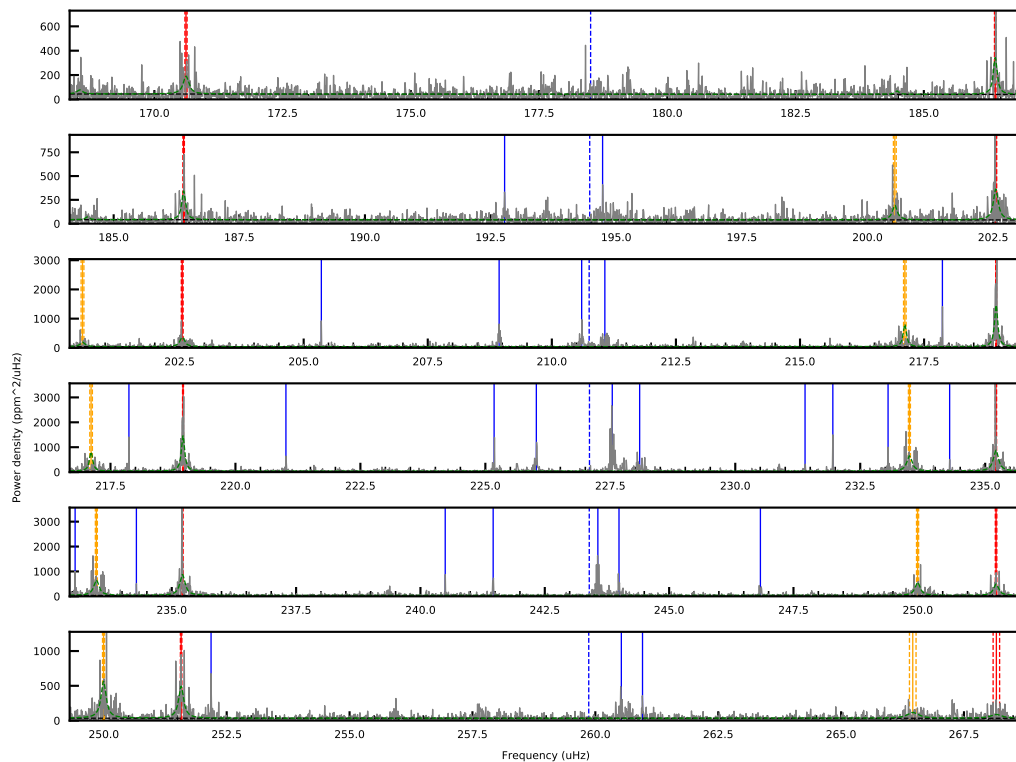 600
400
200
0
170.0 172.5 175.0 177.5 180.0 182.5 185.0
750
500
250
0
185.0 187.5 190.0 192.5 195.0 197.5 200.0 202.5
3000
2000
1000
0
202.5 205.0 207.5 210.0 212.5 215.0 217.5
Power density (ppm^2/uHz)
3000
2000
1000
0
217.5 220.0 222.5 225.0 227.5 230.0 232.5 235.0
3000
2000
1000
0
235.0 237.5 240.0 242.5 245.0 247.5 250.0
1000
500
0
250.0 252.5 255.0 257.5 260.0 262.5 265.0 267.5
Frequency (uHz)